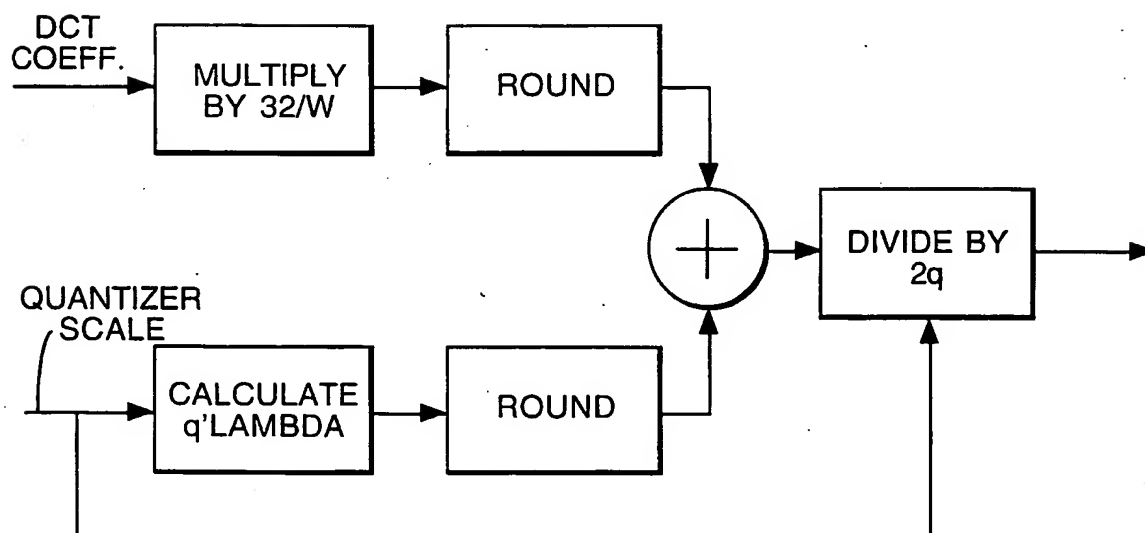 DCT
COEFF.
MULTIPLY
BY 32/W
ROUND
DIVIDE BY
2q
QUANTIZER
SCALE
CALCULATE
q'LAMBDA
ROUND